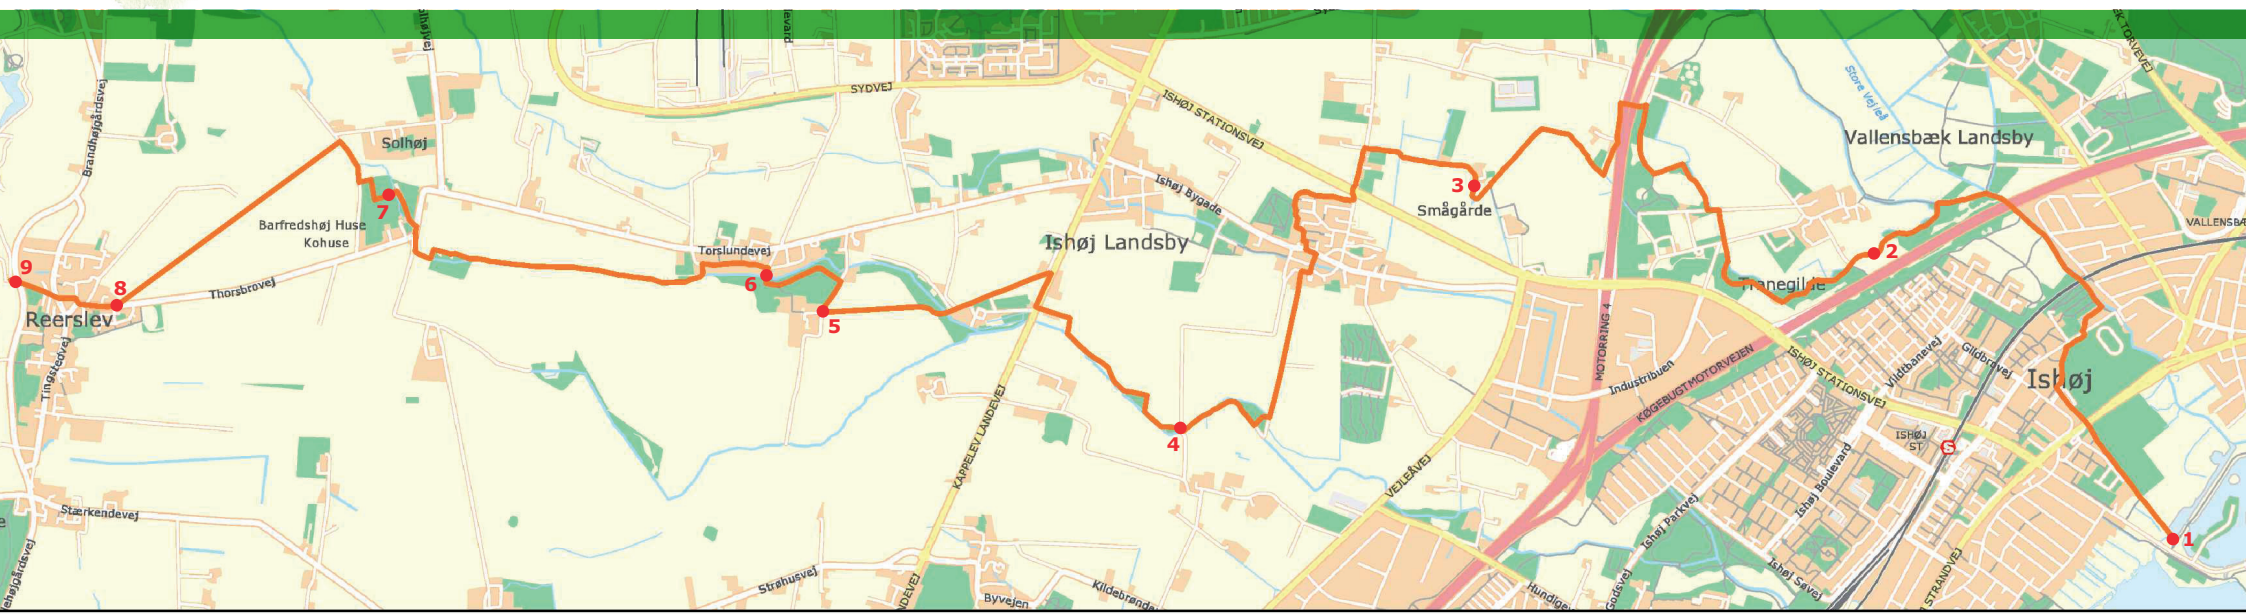 SYDVEJ
ISHØJ STATIONSVEJ
Store Vejleå
Vallensbæk Landsby
Brandhøjgårdsvej
Solhøj
7
Barfredshøj Huse
Kohuse
Ishøj Bygade
3
Smågårde
VALLENSBÆ
Torslundevej
Ishøj Landsby
2
9
8
Thorsbrovej
6
Tranegilde
Reerslev
5
MOTORRING 4
Tingstedvej
Industribuen
KØGEBUGTMOTORVEJEN
ISHØJ STATIONSVEJ
Vildtbanevej
Gildbrovej
Ishøj
KAPPELEV LANDEVEJ
4
ISHØJ
ST
S
VEJLEÅVEJ
Ishøj Boulevard
Stærkendevej
Ishøj Parkvej
1
Strøhusvej
Ishøj Søvej
STRANDVEJ
Godsvej
NDEVEJ
Byvejen
Kildebrønde
Hundige